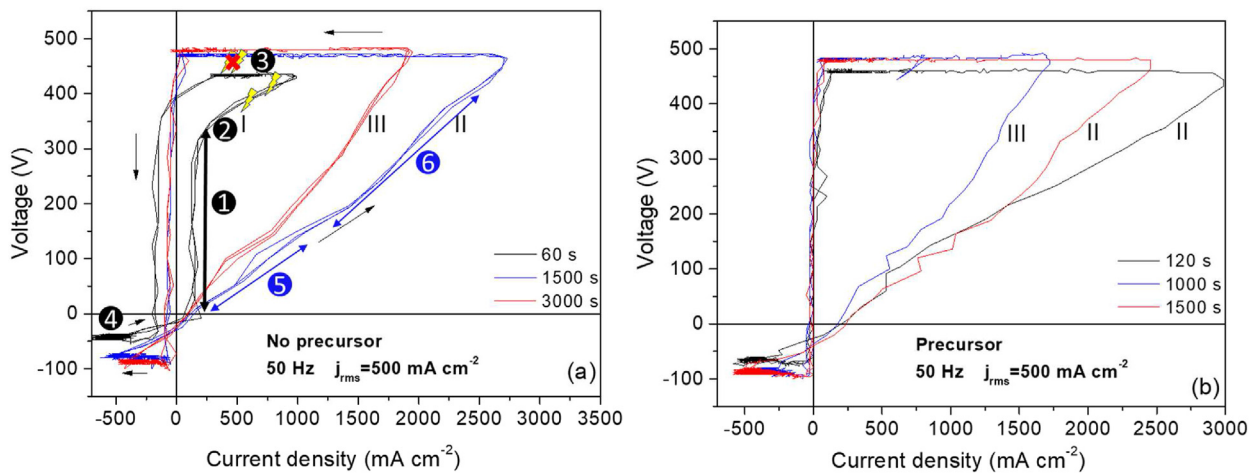 500
400
300
200
100
0
-100
Voltage (V)
3
2
I
III
II
1
6
5
4
60 s
1500 s
3000 s
No precursor
50 Hz j_rms=500 mA cm⁻²
(a)
-500 0 500 1000 1500 2000 2500 3000 3500
Current density (mA cm⁻²)
500
400
300
200
100
0
-100
Voltage (V)
III
II
II
120 s
1000 s
1500 s
Precursor
50 Hz j_rms=500 mA cm⁻²
(b)
-500 0 500 1000 1500 2000 2500 3000
Current density (mA cm⁻²)